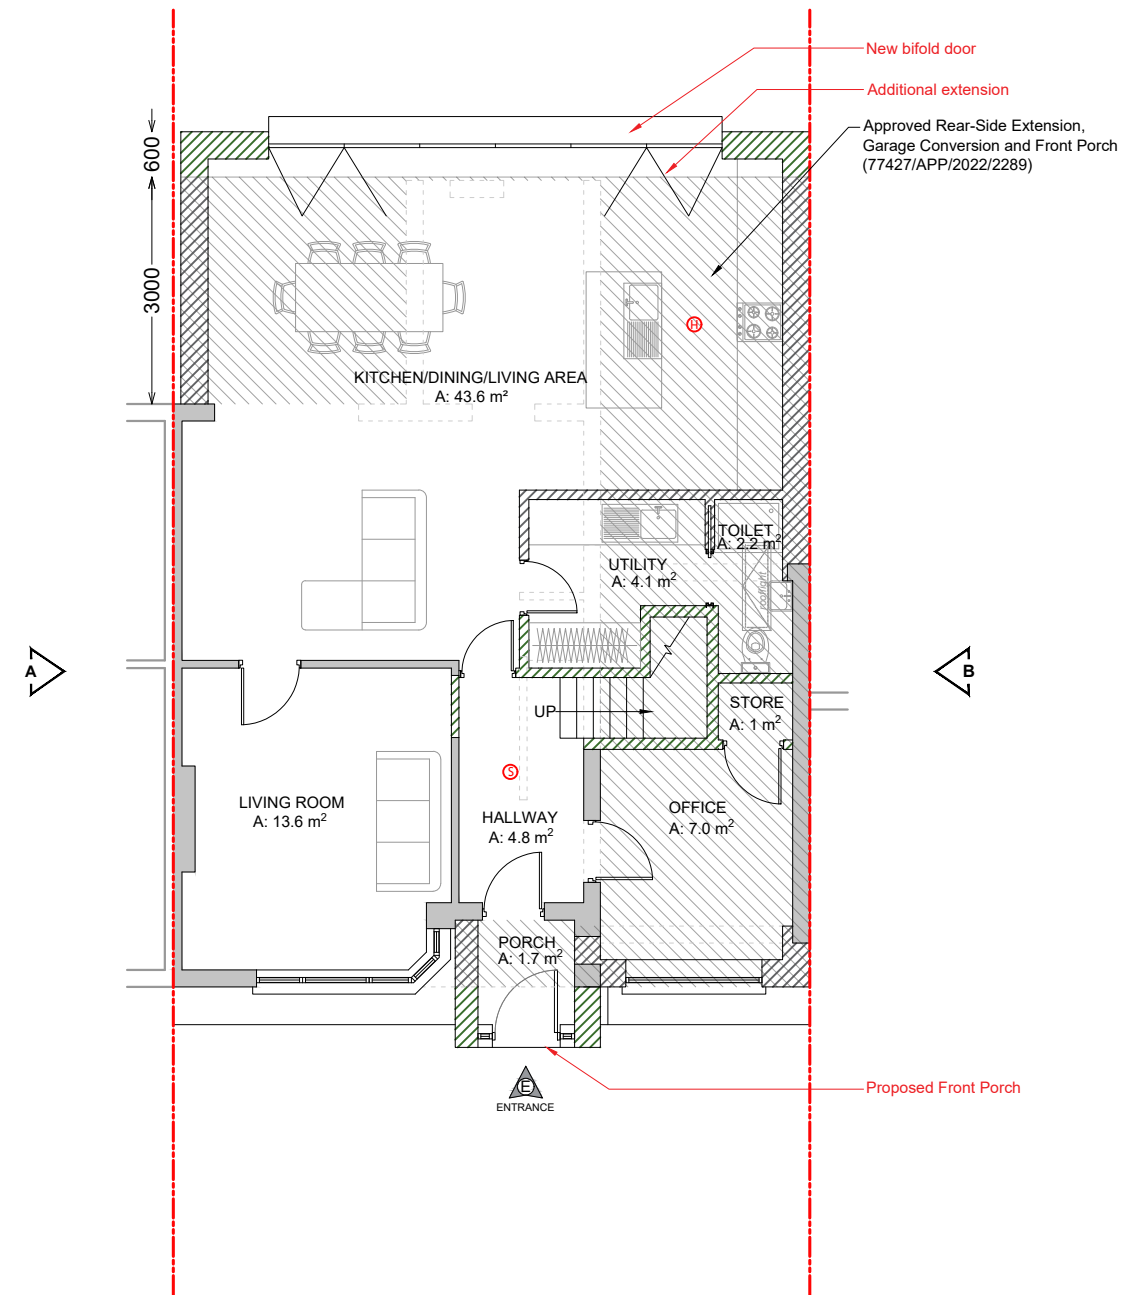 New bifold door
Additional extension
Approved Rear-Side Extension,
Garage Conversion and Front Porch
(77427/APP/2022/2289)
600
3000
H
KITCHEN/DINING/LIVING AREA
A: 43.6 m²
TOILET
A: 2.2 m²
UTILITY
A: 4.1 m²
rooflight
A
B
STORE
A: 1 m²
UP
S
LIVING ROOM
A: 13.6 m²
HALLWAY
A: 4.8 m²
OFFICE
A: 7.0 m²
PORCH
A: 1.7 m²
E
ENTRANCE
Proposed Front Porch